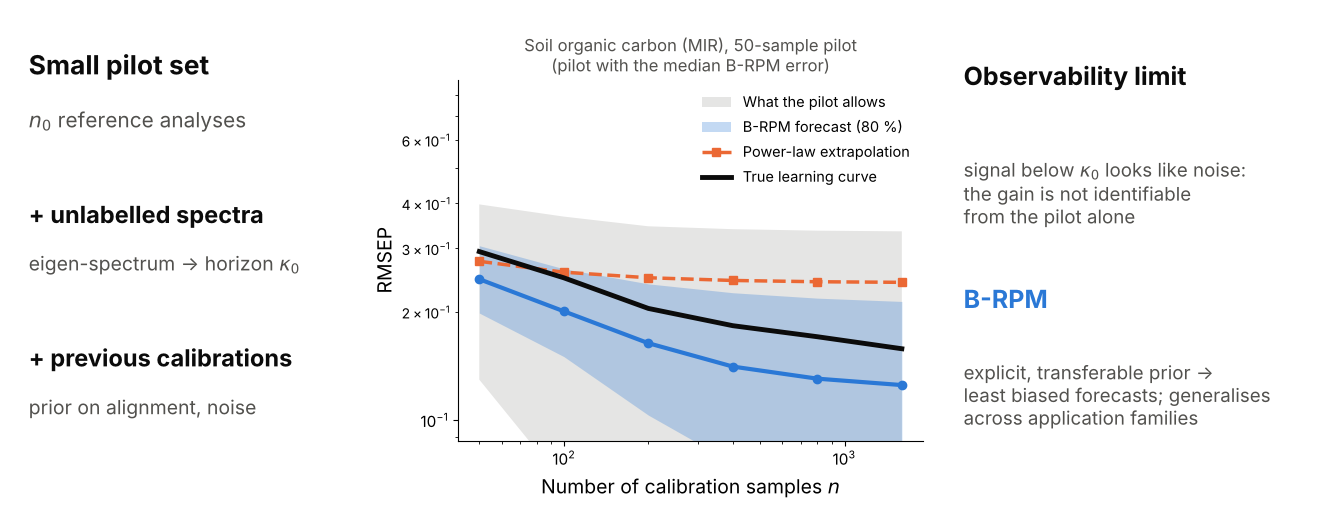 Small pilot set
n₀ reference analyses
+ unlabelled spectra
eigen-spectrum → horizon κ₀
+ previous calibrations
prior on alignment, noise
Soil organic carbon (MIR), 50-sample pilot
(pilot with the median B-RPM error)
What the pilot allows
B-RPM forecast (80 %)
Power-law extrapolation
True learning curve
RMSEP
6 × 10⁻¹
4 × 10⁻¹
3 × 10⁻¹
2 × 10⁻¹
10⁻¹
10²
10³
Number of calibration samples n
Observability limit
signal below κ₀ looks like noise:
the gain is not identifiable
from the pilot alone
B-RPM
explicit, transferable prior →
least biased forecasts; generalises
across application families